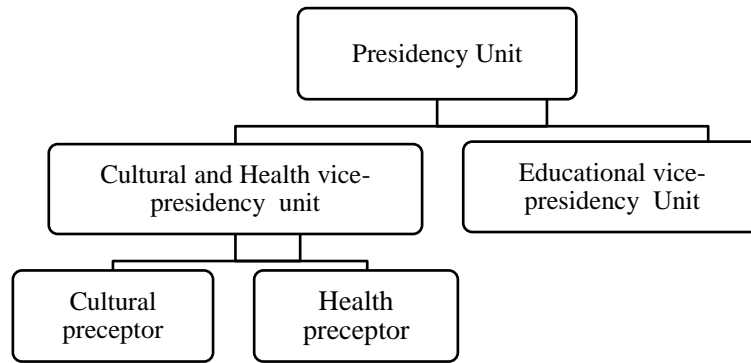 Presidency Unit
Cultural and Health vice-
presidency unit
Educational vice-
presidency Unit
Cultural
preceptor
Health
preceptor